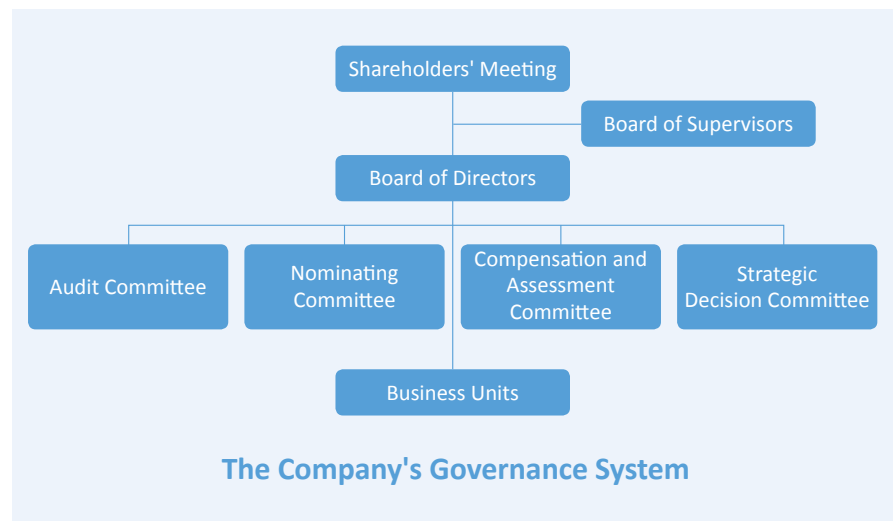 Shareholders' Meeting
Board of Supervisors
Board of Directors
Audit Committee
Nominating
Committee
Compensation and
Assessment
Committee
Strategic
Decision Committee
Business Units
The Company's Governance System